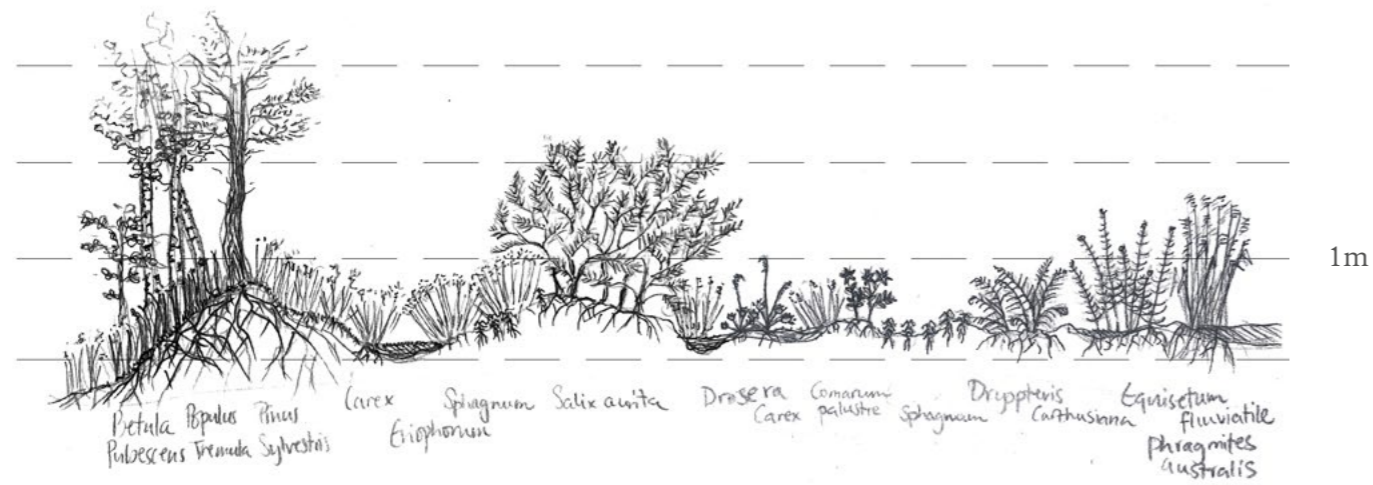 1m
Betula Populus Pinus
Pubescens Tremula Sylvestris
Carex
Eriophorum
Sphagnum
Salix aurita
Drosera
Carex
Comarum
palustre
Sphagnum
Dryppteris
Carthusiana
Equisetum
fluviatile
phragmites
australis